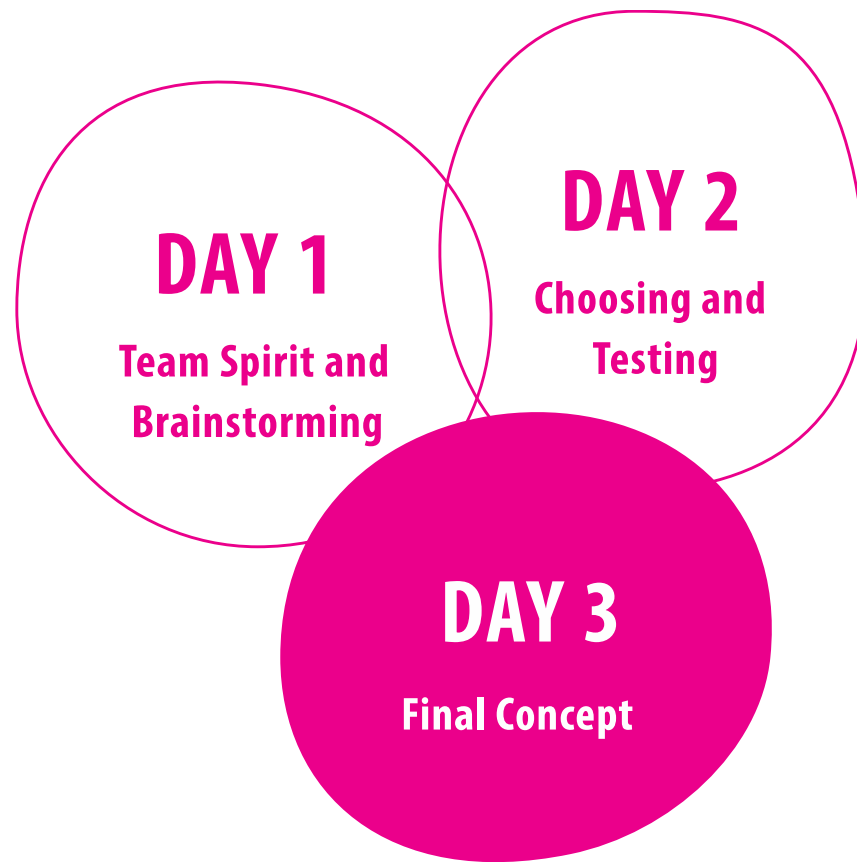 DAY 1
Team Spirit and
Brainstorming
DAY 2
Choosing and
Testing
DAY 3
Final Concept